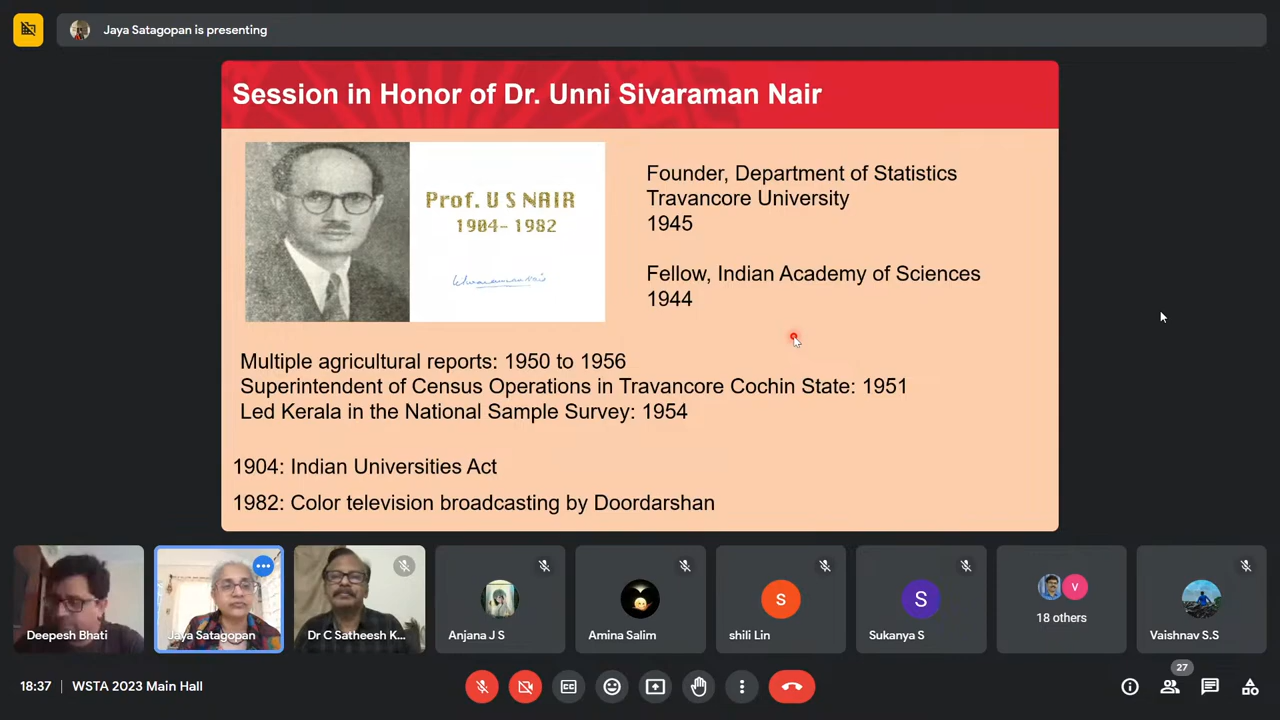 Jaya Satagopan is presenting
Session in Honor of Dr. Unni Sivaraman Nair
Prof. U S NAIR
1904- 1982
Founder, Department of Statistics
Travancore University
1945
Fellow, Indian Academy of Sciences
1944
Multiple agricultural reports: 1950 to 1956
Superintendent of Census Operations in Travancore Cochin State: 1951
Led Kerala in the National Sample Survey: 1954
1904: Indian Universities Act
1982: Color television broadcasting by Doordarshan
Deepesh Bhati
Jaya Satagopan
Dr C Satheesh K...
Anjana J S
Amina Salim
S
shili Lin
S
Sukanya S
V
18 others
Vaishnav S.S
18:37 | WSTA 2023 Main Hall
27